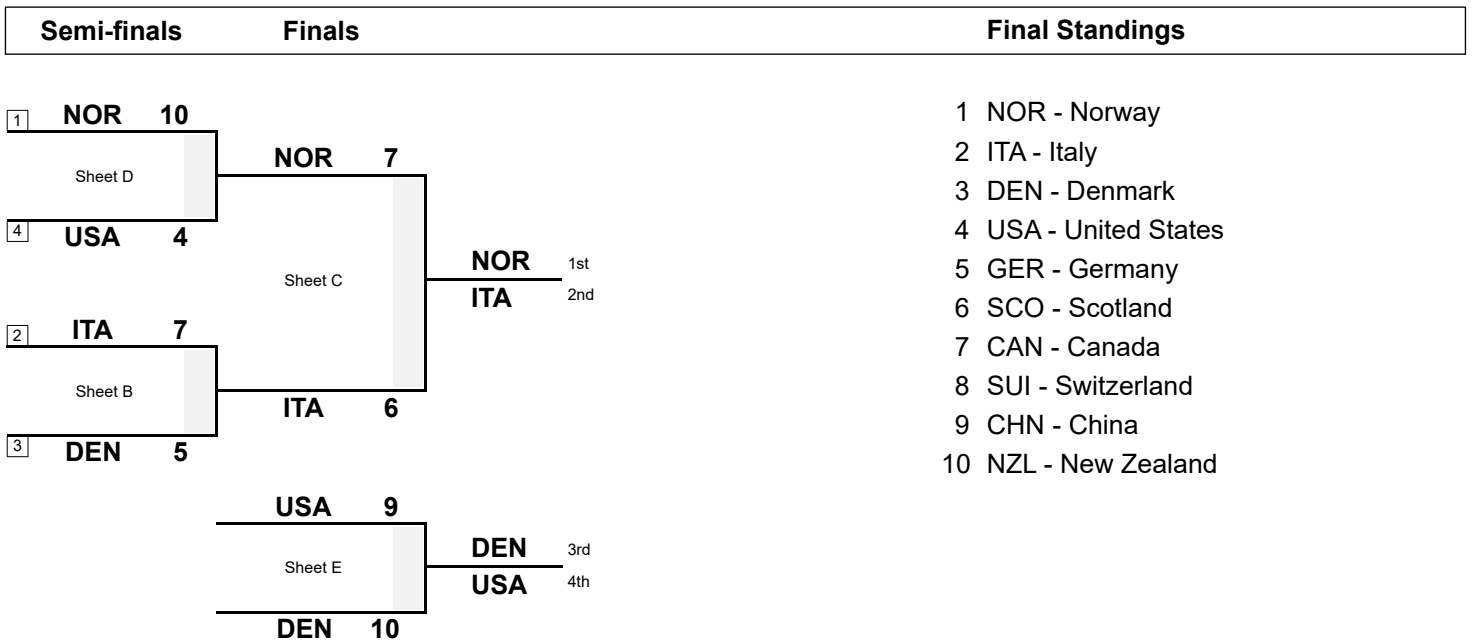 Semi-finals Finals Final Standings
1 NOR 10
Sheet D
4 USA 4
2 ITA 7
Sheet B
3 DEN 5
NOR 7
Sheet C
ITA 6
NOR 1st
ITA 2nd
USA 9
Sheet E
DEN 10
DEN 3rd
USA 4th
1 NOR - Norway
2 ITA - Italy
3 DEN - Denmark
4 USA - United States
5 GER - Germany
6 SCO - Scotland
7 CAN - Canada
8 SUI - Switzerland
9 CHN - China
10 NZL - New Zealand